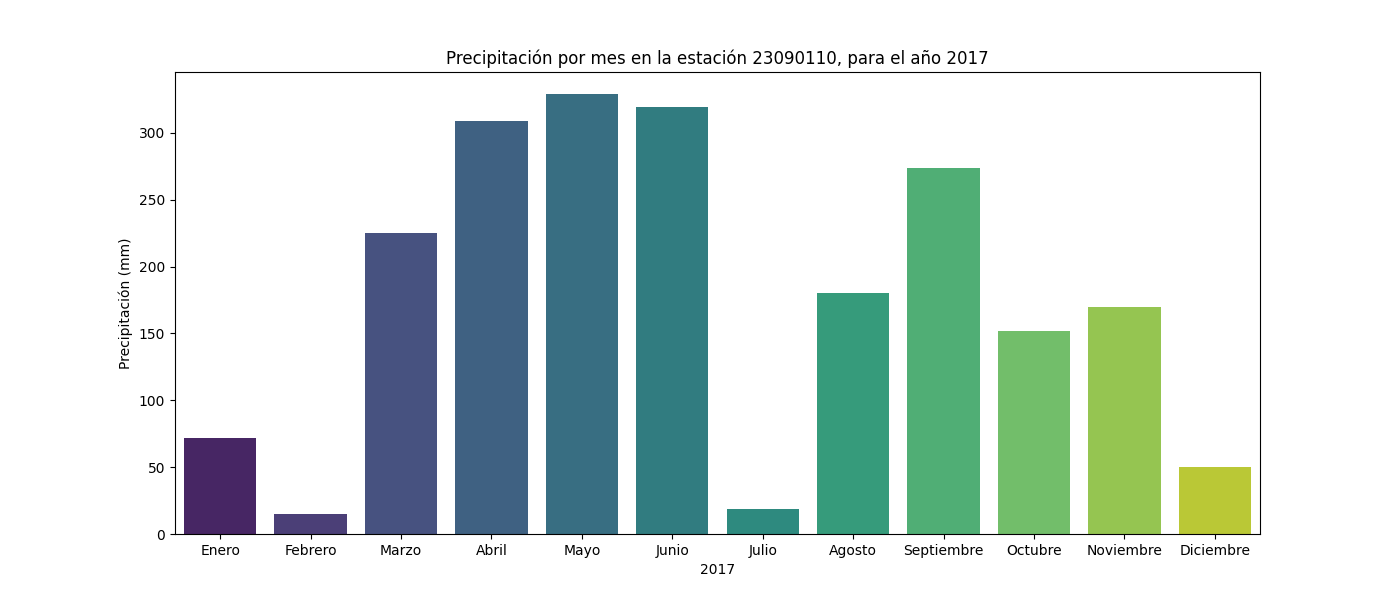 Precipitación por mes en la estación 23090110, para el año 2017
Precipitación (mm)
300
250
200
150
100
50
0
Enero Febrero Marzo Abril Mayo Junio Julio Agosto Septiembre Octubre Noviembre Diciembre
2017